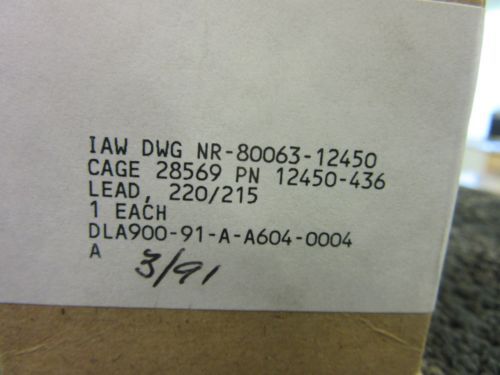 IAW DWG NR-80063-12450
CAGE 28569 PN 12450-436
LEAD, 220/215
1 EACH
DLA900-91-A-A604-0004
A 3/91